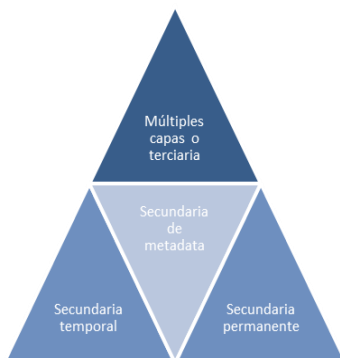 Múltiples
capas o
terciaria
Secundaria
de
metadata
Secundaria
temporal
Secundaria
permanente